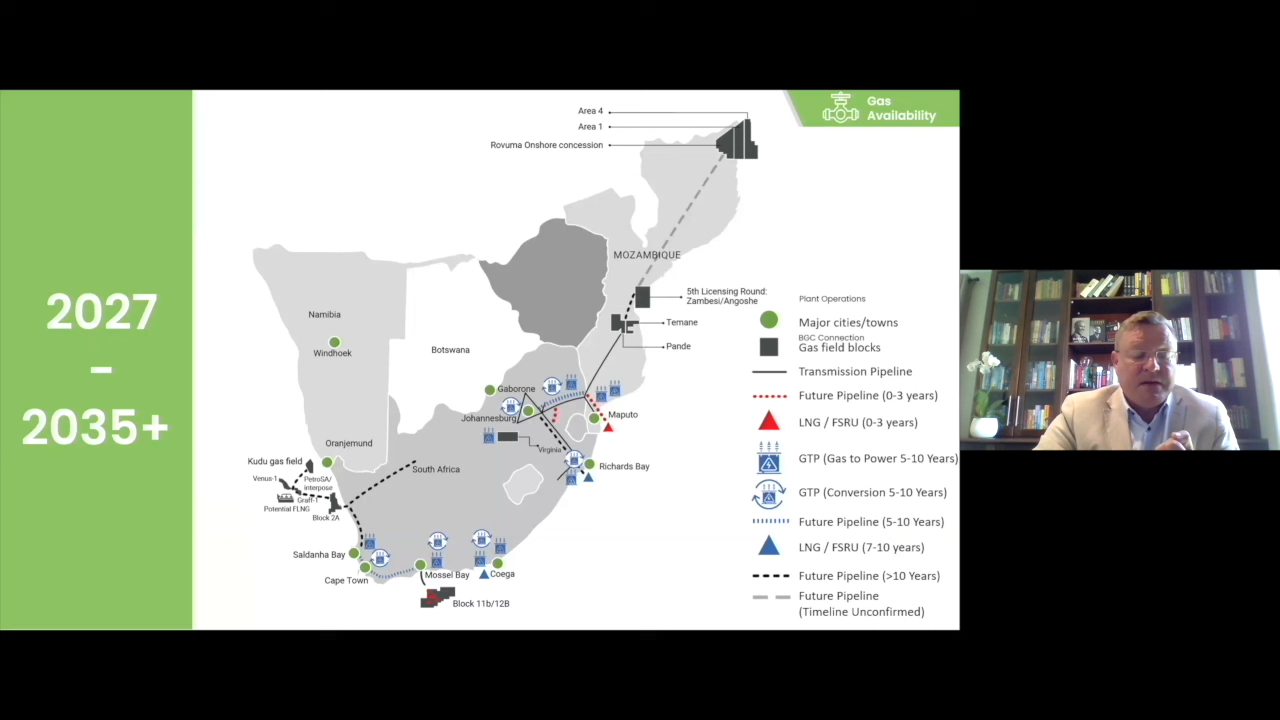 2027
–
2035+
Gas
Availability
Area 4
Area 1
Rovuma Onshore concession
MOZAMBIQUE
5th Licensing Round:
Zambesi/Angoshe
Temane
Pande
Namibia
Windhoek
Botswana
Gaborone
Johannesburg
Maputo
Virginia
Richards Bay
Oranjemund
Kudu gas field
Venus-1
PetroSA/
interpose
Graff-1
Potential FLNG
Block 2A
South Africa
Saldanha Bay
Cape Town
Mossel Bay
Coega
Block 11b/12B
Plant Operations
Major cities/towns
BGC Connection
Gas field blocks
Transmission Pipeline
Future Pipeline (0-3 years)
LNG / FSRU (0-3 years)
GTP (Gas to Power 5-10 Years)
GTP (Conversion 5-10 Years)
Future Pipeline (5-10 Years)
LNG / FSRU (7-10 years)
Future Pipeline (>10 Years)
Future Pipeline
(Timeline Unconfirmed)